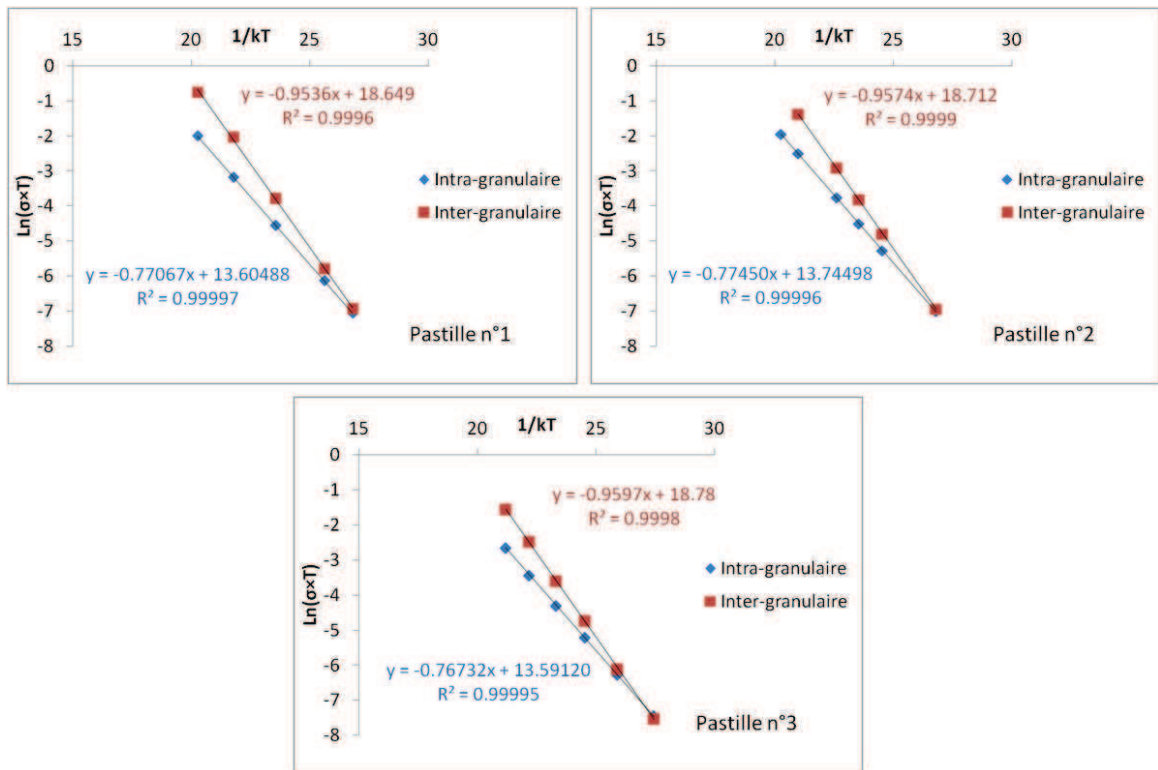 1/kT
15 20 25 30
0
-1
-2
-3
-4
-5
-6
-7
-8
Ln(σ×T)
y = -0.9536x + 18.649
R² = 0.9996
Intra-granulaire
Inter-granulaire
y = -0.77067x + 13.60488
R² = 0.99997
Pastille n°1
1/kT
15 20 25 30
0
-1
-2
-3
-4
-5
-6
-7
-8
Ln(σ×T)
y = -0.9574x + 18.712
R² = 0.9999
Intra-granulaire
Inter-granulaire
y = -0.77450x + 13.74498
R² = 0.99996
Pastille n°2
1/kT
15 20 25 30
0
-1
-2
-3
-4
-5
-6
-7
-8
Ln(σ×T)
y = -0.9597x + 18.78
R² = 0.9998
Intra-granulaire
Inter-granulaire
y = -0.76732x + 13.59120
R² = 0.99995
Pastille n°3